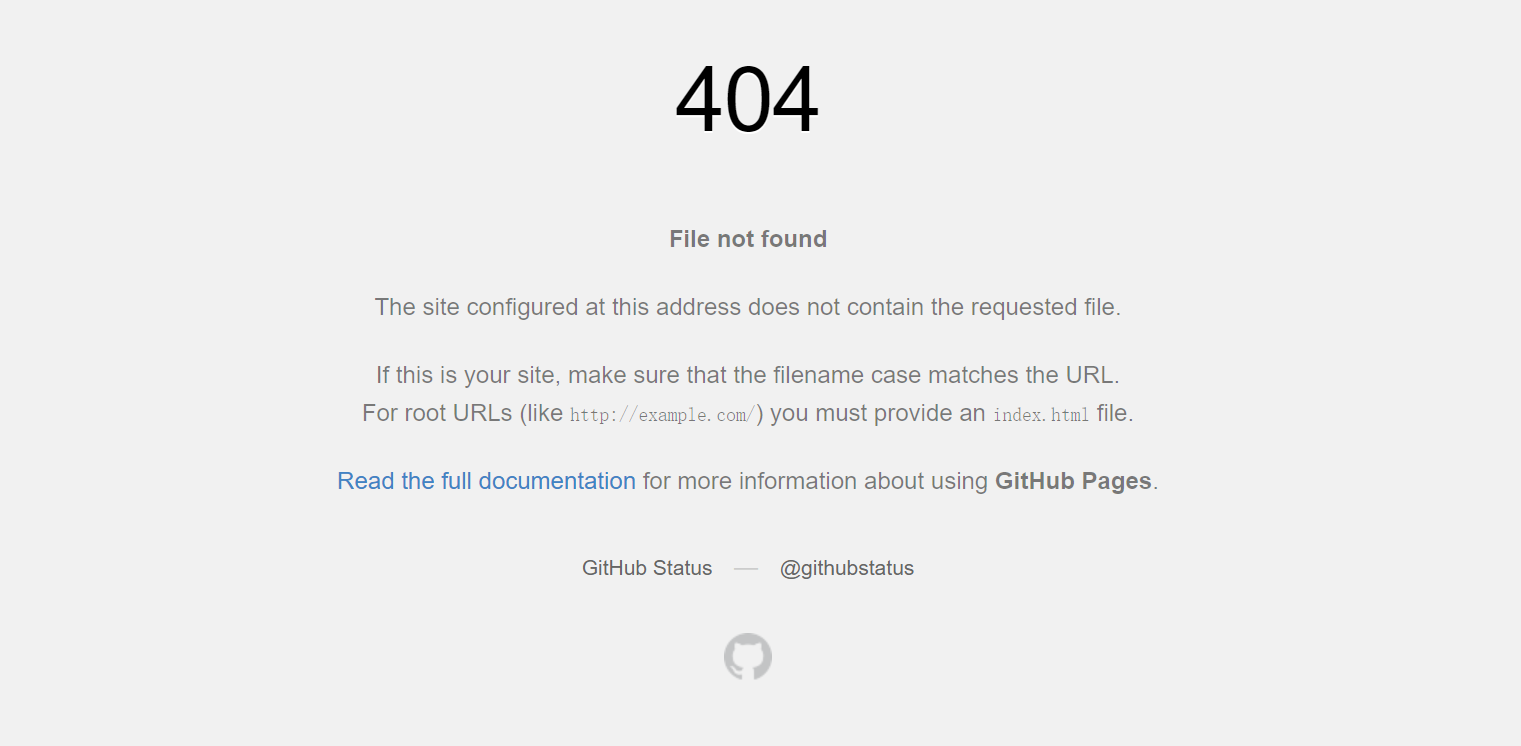 404
File not found
The site configured at this address does not contain the requested file.
If this is your site, make sure that the filename case matches the URL.
For root URLs (like http://example.com/) you must provide an index.html file.
Read the full documentation for more information about using GitHub Pages.
GitHub Status — @githubstatus